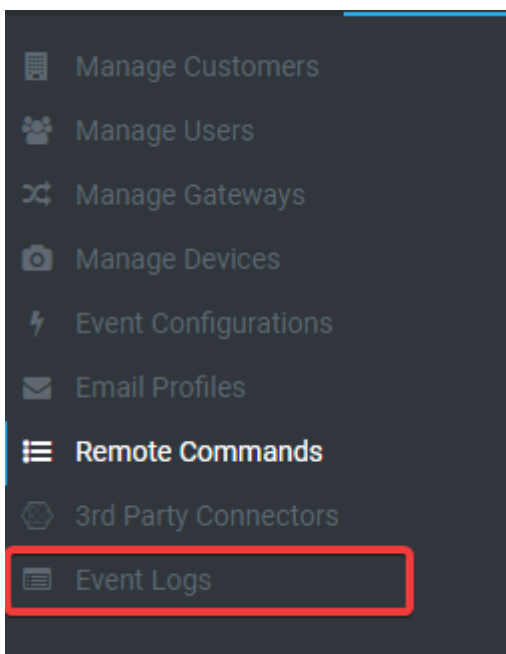 Manage Customers
Manage Users
Manage Gateways
Manage Devices
Event Configurations
Email Profiles
Remote Commands
3rd Party Connectors
Event Logs